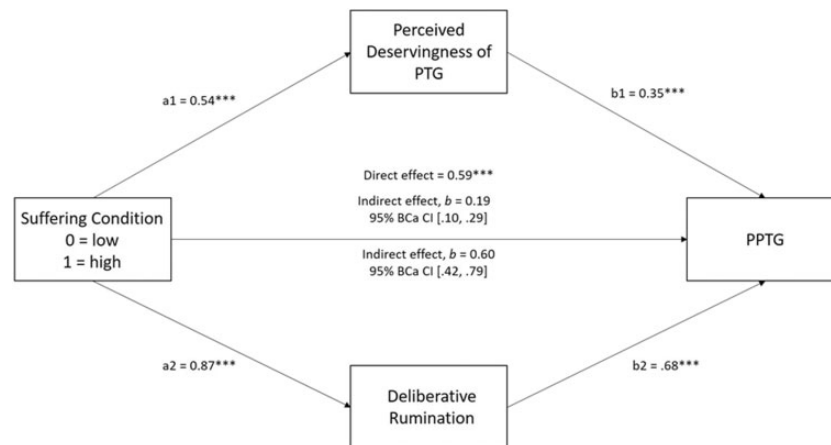 Perceived
Deservingness of
PTG
a1 = 0.54***
b1 = 0.35***
Direct effect = 0.59***
Indirect effect, b = 0.19
95% BCa CI [.10, .29]
Suffering Condition
0 = low
1 = high
PPTG
Indirect effect, b = 0.60
95% BCa CI [.42, .79]
a2 = 0.87***
b2 = .68***
Deliberative
Rumination